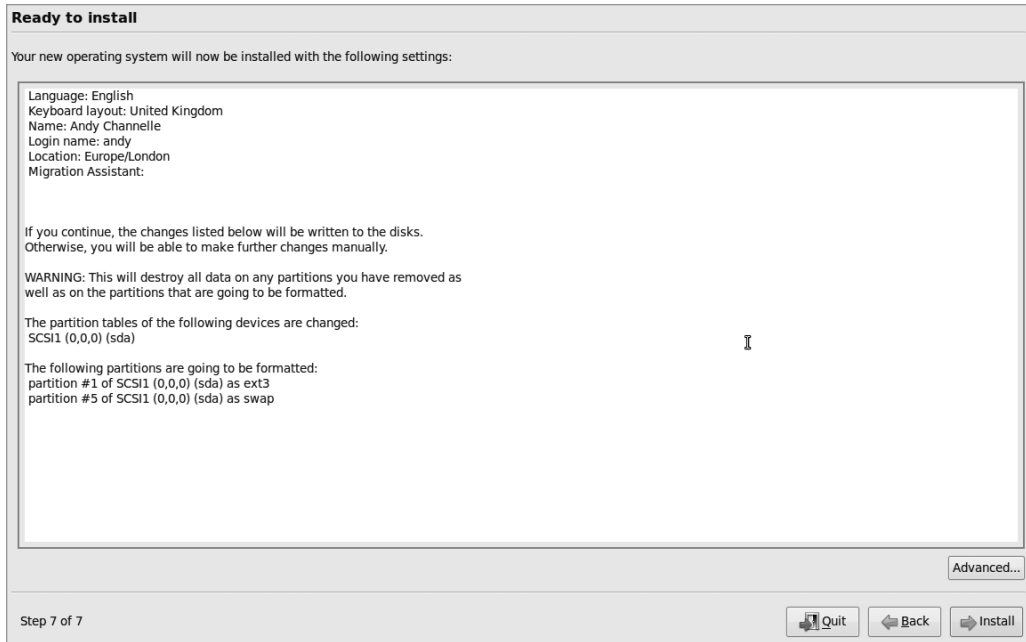 Ready to install
Your new operating system will now be installed with the following settings:
Language: English
Keyboard layout: United Kingdom
Name: Andy Channelle
Login name: andy
Location: Europe/London
Migration Assistant:
If you continue, the changes listed below will be written to the disks.
Otherwise, you will be able to make further changes manually.
WARNING: This will destroy all data on any partitions you have removed as
well as on the partitions that are going to be formatted.
The partition tables of the following devices are changed:
SCSI1 (0,0,0) (sda)
The following partitions are going to be formatted:
partition #1 of SCSI1 (0,0,0) (sda) as ext3
partition #5 of SCSI1 (0,0,0) (sda) as swap
Advanced...
Step 7 of 7
Quit
Back
Install